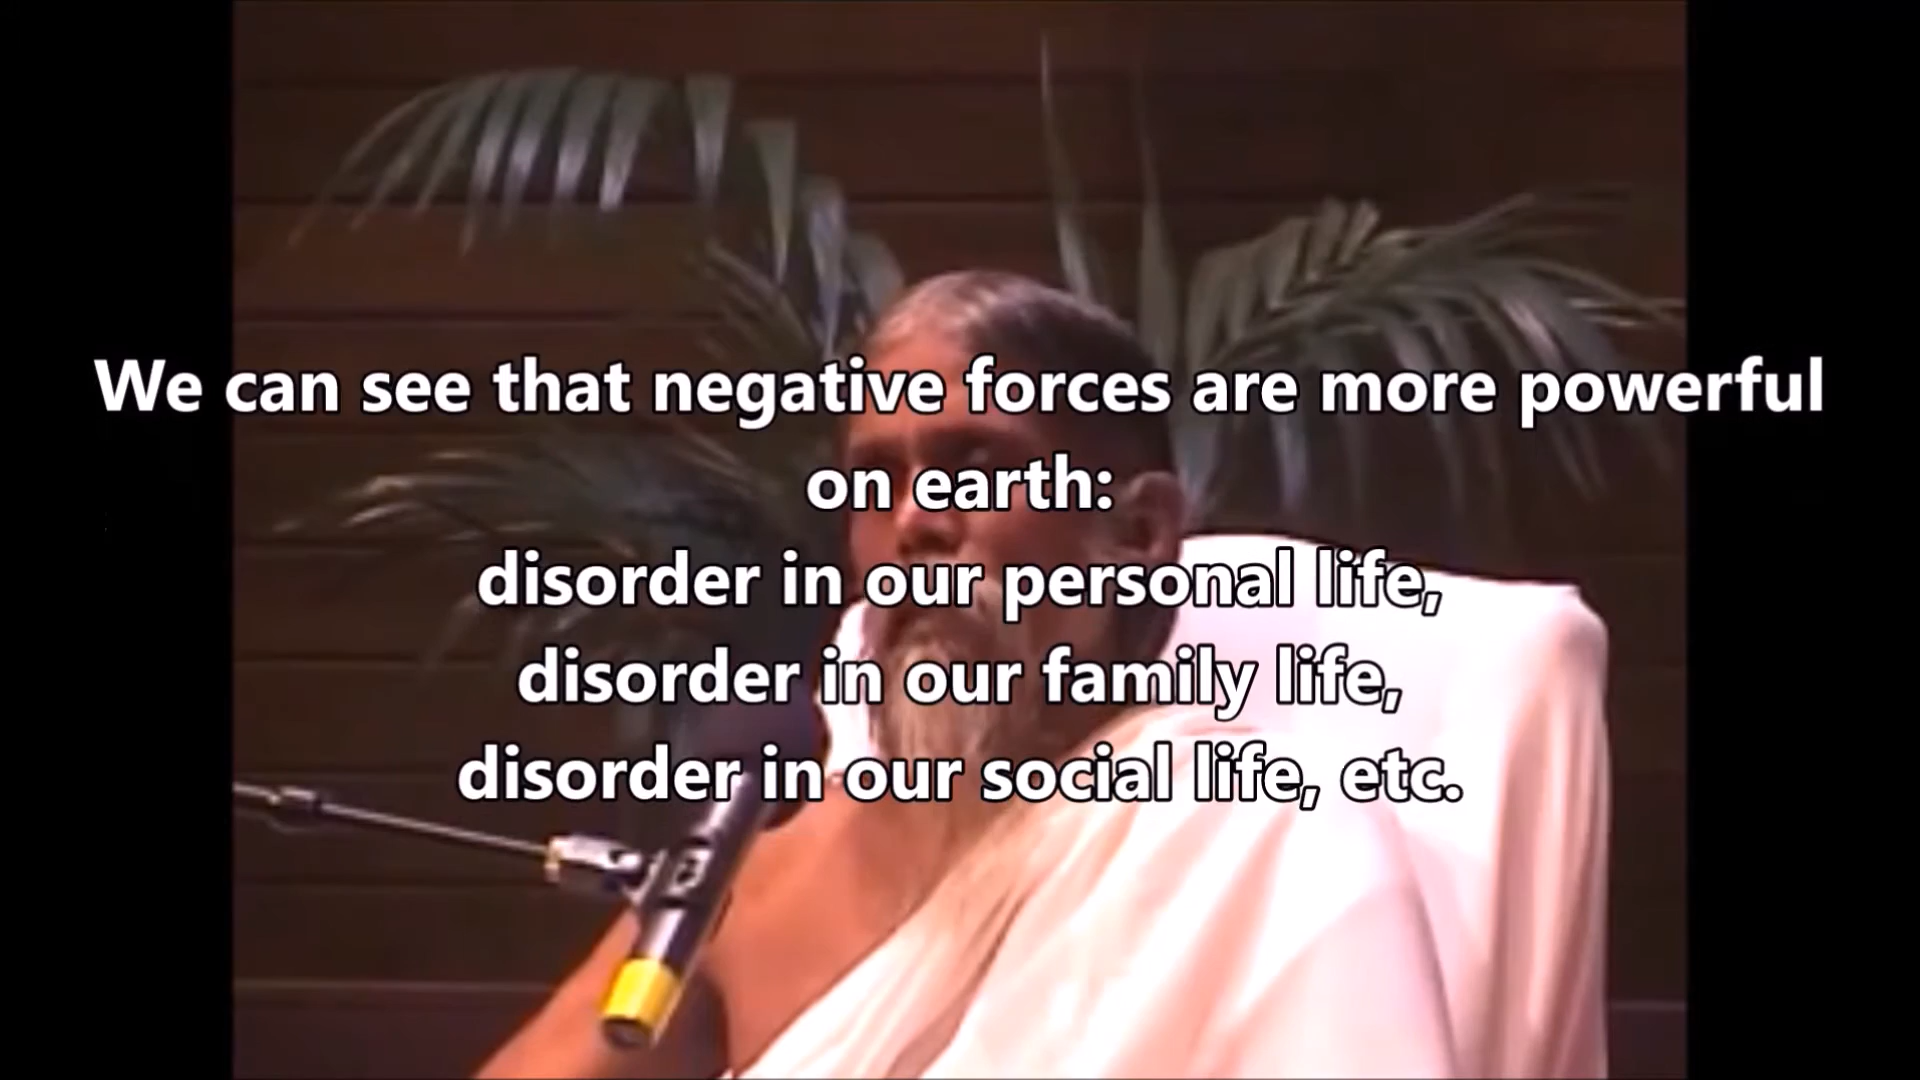 We can see that negative forces are more powerful
on earth:
disorder in our personal life,
disorder in our family life,
disorder in our social life, etc.